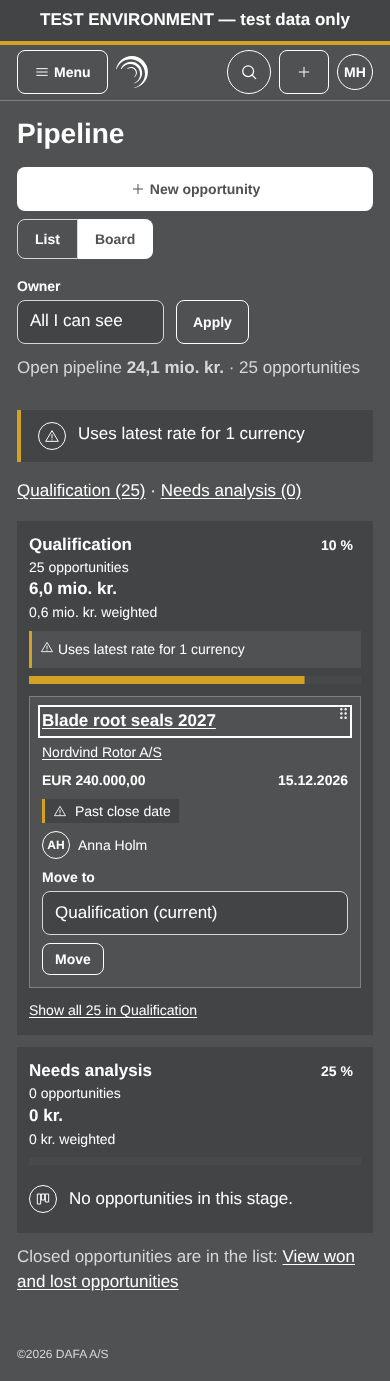 TEST ENVIRONMENT — test data only
Menu
MH
Pipeline
New opportunity
List Board
Owner
All I can see Apply
Open pipeline 24,1 mio. kr. · 25 opportunities
Uses latest rate for 1 currency
Qualification (25) · Needs analysis (0)
Qualification 10 %
25 opportunities
6,0 mio. kr.
0,6 mio. kr. weighted
Uses latest rate for 1 currency
Blade root seals 2027
Nordvind Rotor A/S
EUR 240.000,00 15.12.2026
Past close date
AH Anna Holm
Move to
Qualification (current)
Move
Show all 25 in Qualification
Needs analysis 25 %
0 opportunities
0 kr.
0 kr. weighted
No opportunities in this stage.
Closed opportunities are in the list: View won
and lost opportunities
©2026 DAFA A/S